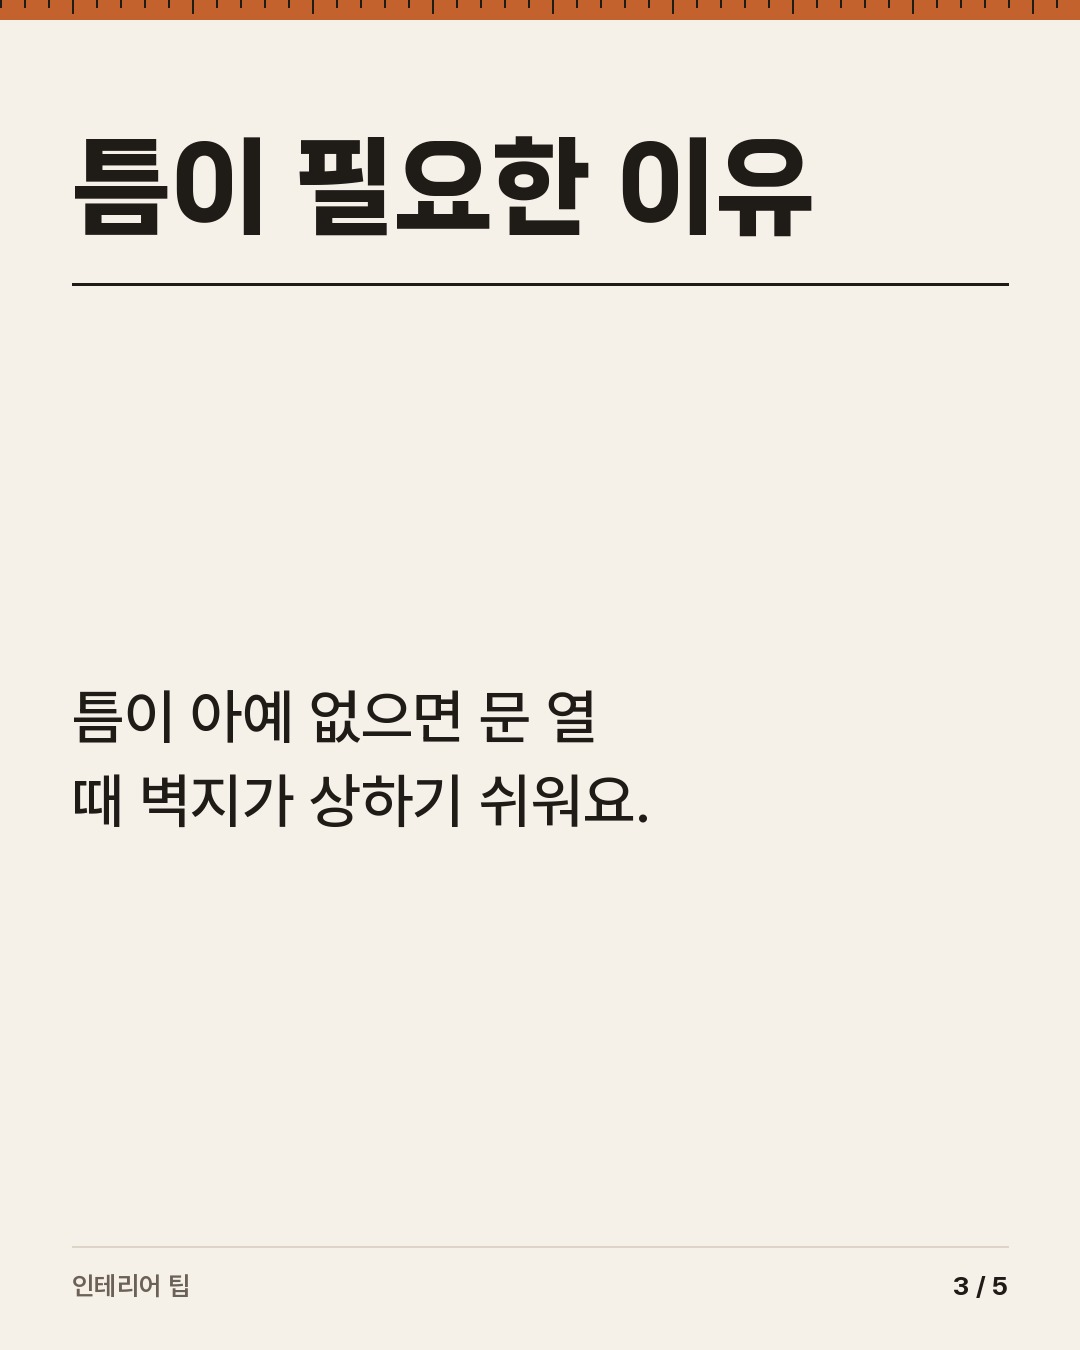 틈이 필요한 이유
틈이 아예 없으면 문 열
때 벽지가 상하기 쉬워요.
인테리어 팁
3 / 5